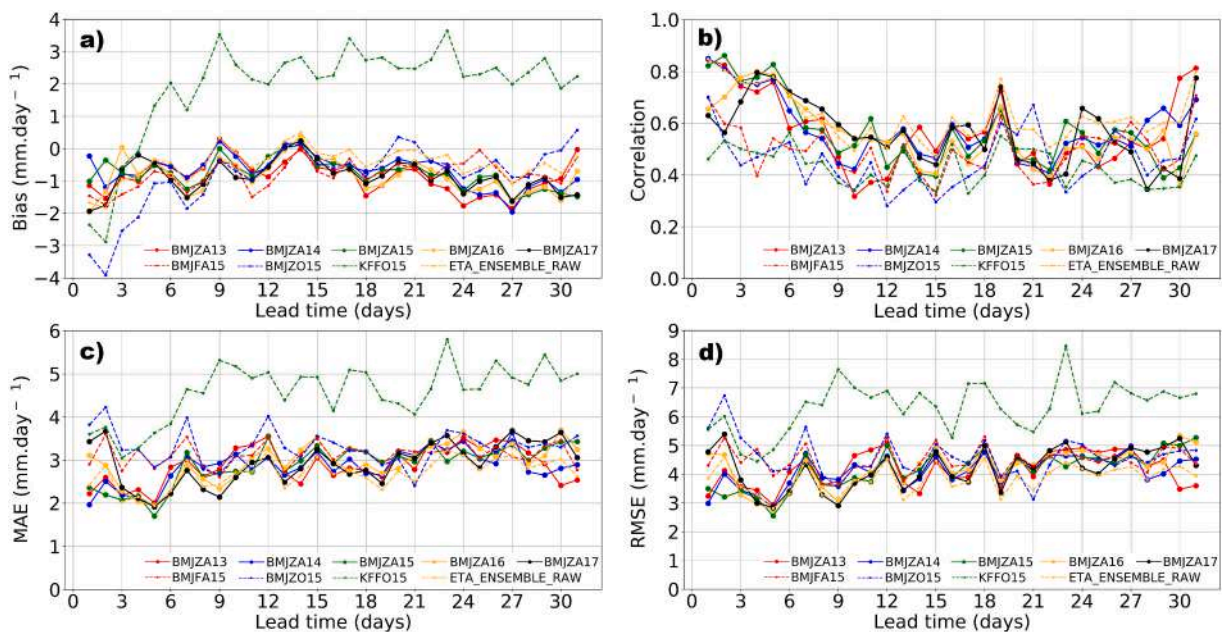 a)
Bias (mm.day⁻¹)
4
3
2
1
0
−1
−2
−3
−4
BMJZA13 BMJZA14 BMJZA15 BMJZA16 BMJZA17
BMJFA15 BMJZO15 KFFO15 ETA_ENSEMBLE_RAW
0 3 6 9 12 15 18 21 24 27 30
Lead time (days)
b)
Correlation
1.0
0.8
0.6
0.4
0.2
0.0
BMJZA13 BMJZA14 BMJZA15 BMJZA16 BMJZA17
BMJFA15 BMJZO15 KFFO15 ETA_ENSEMBLE_RAW
0 3 6 9 12 15 18 21 24 27 30
Lead time (days)
c)
MAE (mm.day⁻¹)
6
5
4
3
2
1
0
BMJZA13 BMJZA14 BMJZA15 BMJZA16 BMJZA17
BMJFA15 BMJZO15 KFFO15 ETA_ENSEMBLE_RAW
0 3 6 9 12 15 18 21 24 27 30
Lead time (days)
d)
RMSE (mm.day⁻¹)
9
8
7
6
5
4
3
2
1
0
BMJZA13 BMJZA14 BMJZA15 BMJZA16 BMJZA17
BMJFA15 BMJZO15 KFFO15 ETA_ENSEMBLE_RAW
0 3 6 9 12 15 18 21 24 27 30
Lead time (days)